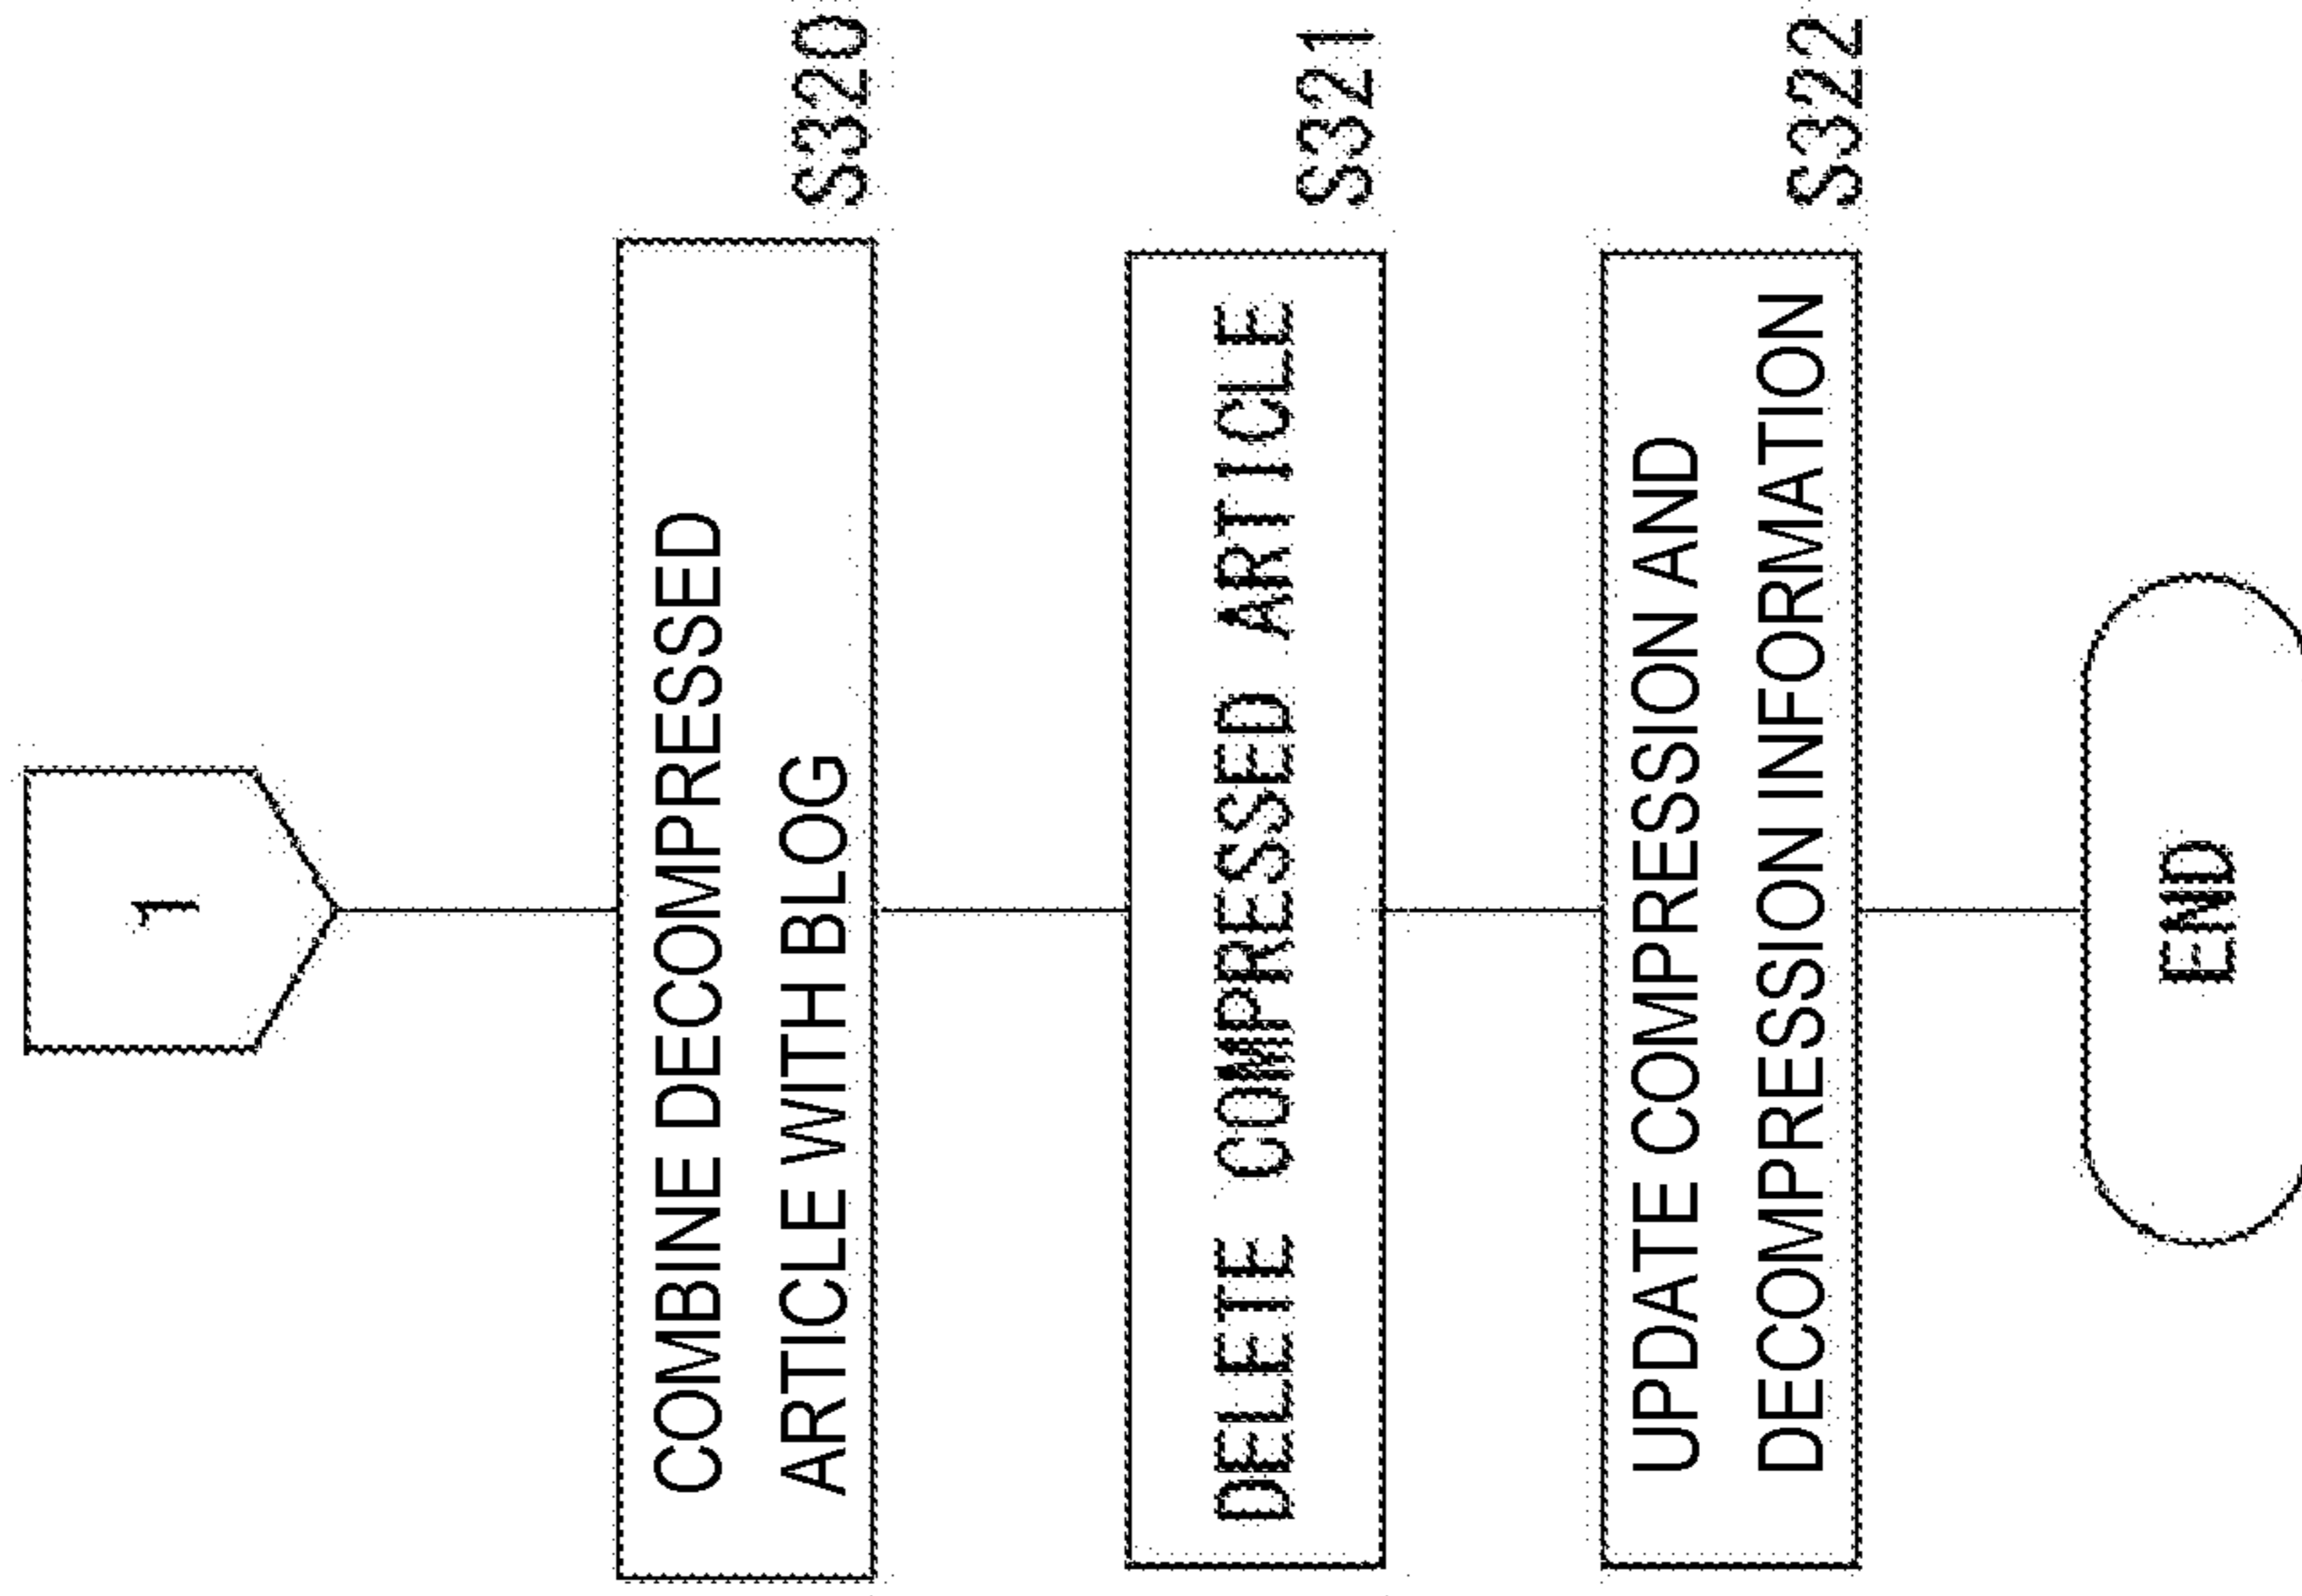 1
COMBINE DECOMPRESSED
ARTICLE WITH BLOG
S320
DELETE COMPRESSED ARTICLE
S321
UPDATE COMPRESSION AND
DECOMPRESSION INFORMATION
S322
END